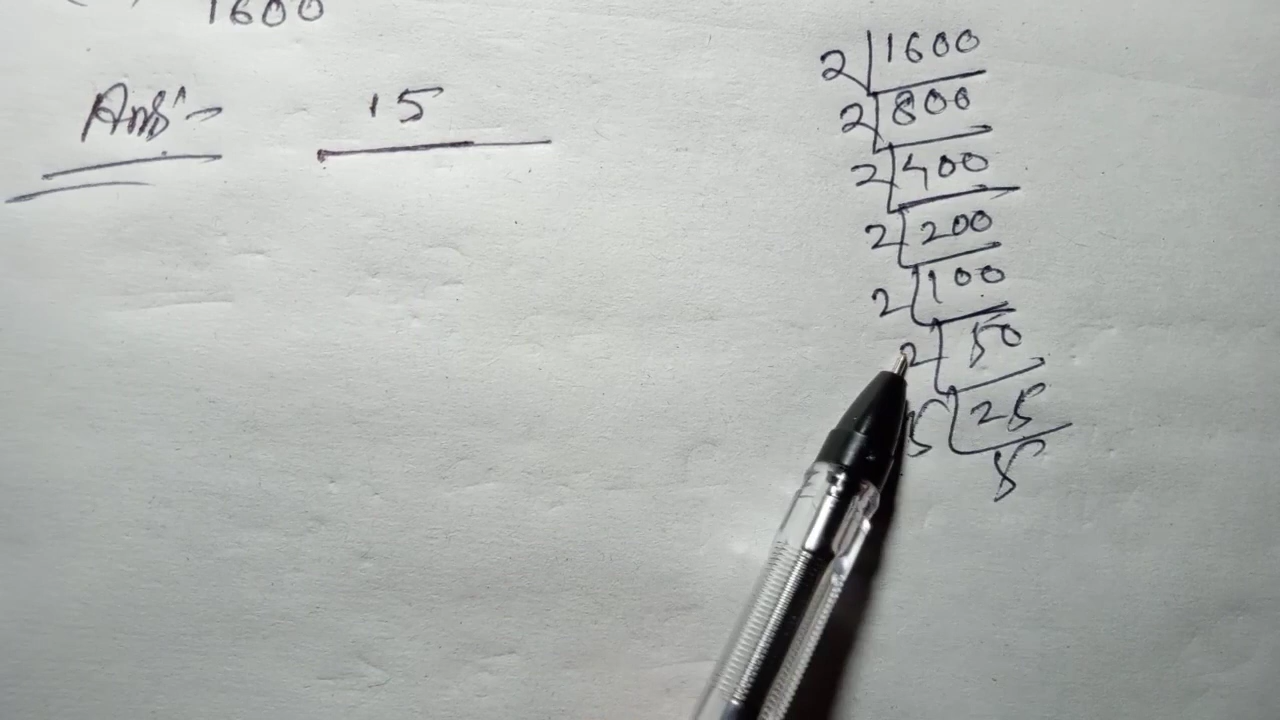 1600
Ans:- 15
2 | 1600
2 | 800
2 | 400
2 | 200
2 | 100
2 | 50
5 | 25
5